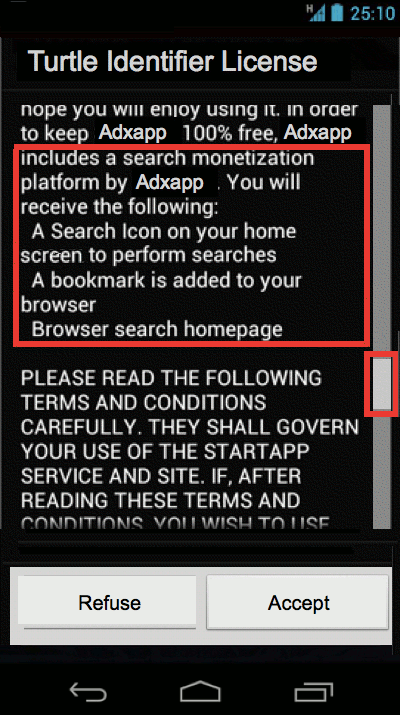 H 25:10
Turtle Identifier License
hope you will enjoy using it. In order
to keep Adxapp 100% free, Adxapp
includes a search monetization
platform by Adxapp . You will
receive the following:
A Search Icon on your home
screen to perform searches
A bookmark is added to your
browser
Browser search homepage
PLEASE READ THE FOLLOWING
TERMS AND CONDITIONS
CAREFULLY. THEY SHALL GOVERN
YOUR USE OF THE STARTAPP
SERVICE AND SITE. IF, AFTER
READING THESE TERMS AND
CONDITIONS, YOU WISH TO USE
Refuse Accept